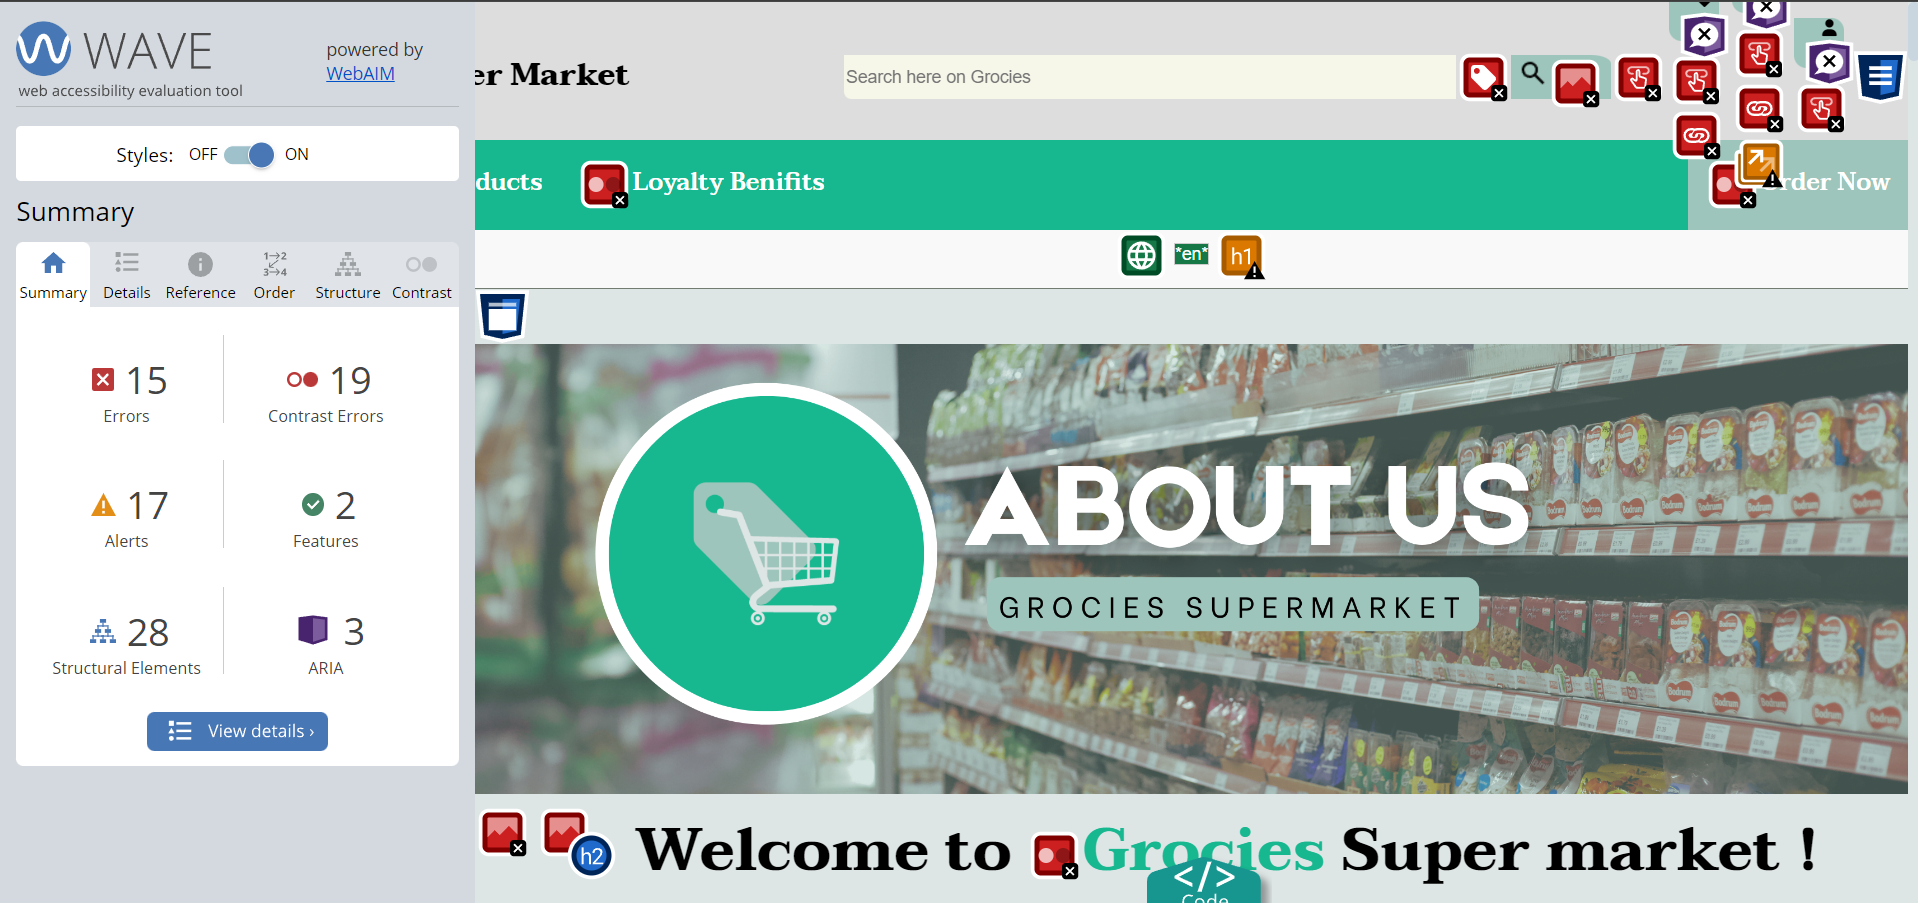 WAVE
powered by
WebAIM
web accessibility evaluation tool
Styles: OFF ON
Summary
Summary Details Reference Order Structure Contrast
15
Errors
19
Contrast Errors
17
Alerts
2
Features
28
Structural Elements
3
ARIA
View details ›
er Market
Search here on Grocies
ducts
Loyalty Benifits
rder Now
*en*
h1
ABOUT US
GROCIES SUPERMARKET
h2
Welcome to Grocies Super market !
</> 
Code